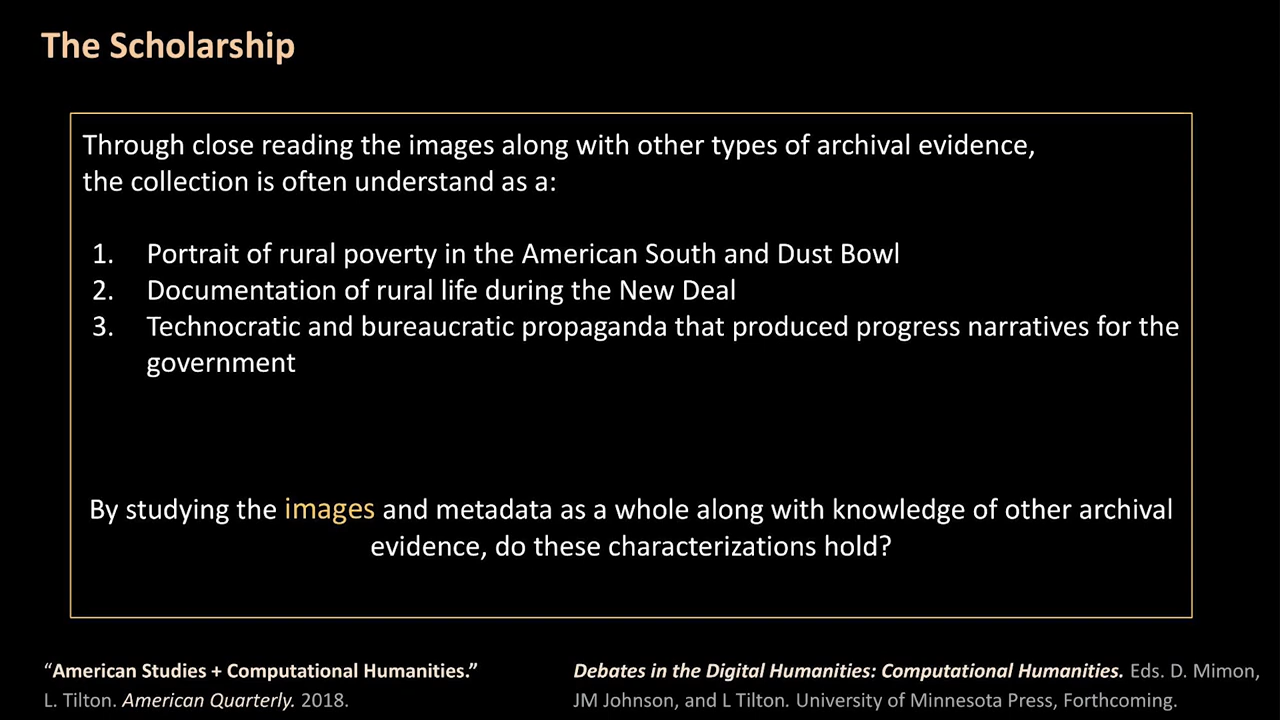 The Scholarship
Through close reading the images along with other types of archival evidence,
the collection is often understand as a:
1. Portrait of rural poverty in the American South and Dust Bowl
2. Documentation of rural life during the New Deal
3. Technocratic and bureaucratic propaganda that produced progress narratives for the
government
By studying the images and metadata as a whole along with knowledge of other archival
evidence, do these characterizations hold?
“American Studies + Computational Humanities.”
L. Tilton. American Quarterly. 2018.
Debates in the Digital Humanities: Computational Humanities. Eds. D. Mimon,
JM Johnson, and L Tilton. University of Minnesota Press, Forthcoming.